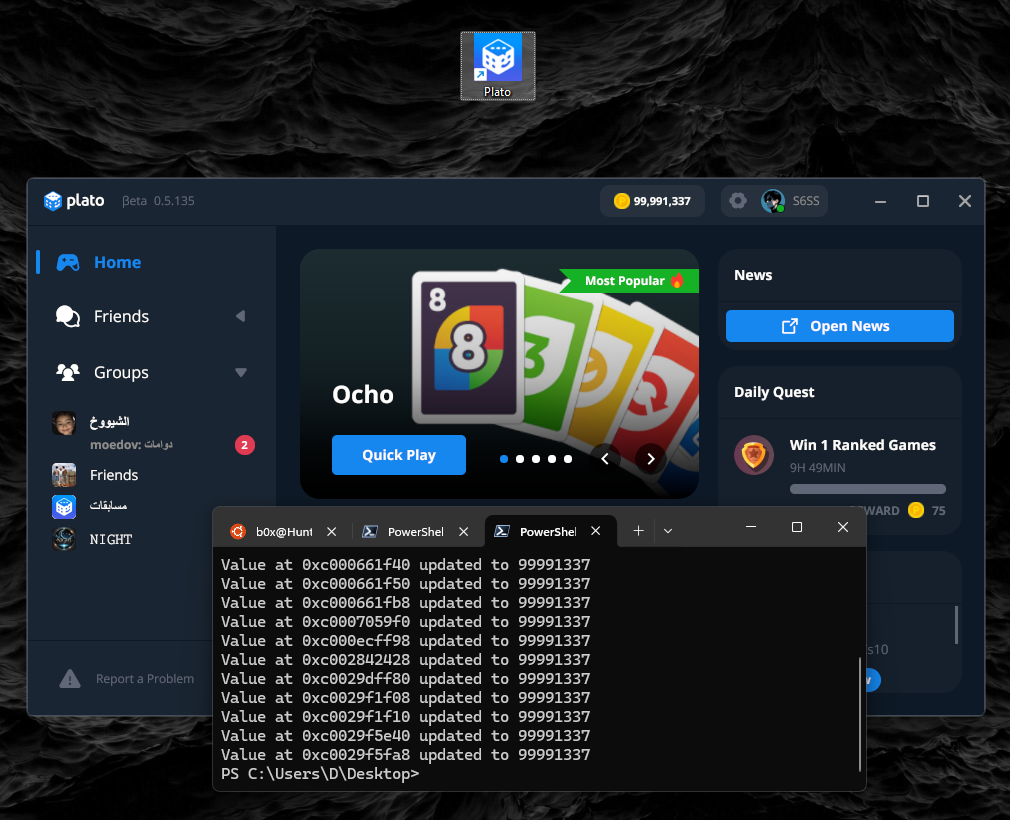 Plato
plato βeta 0.5.135
99,991,337
S6SS
Home
Friends
Groups
الشيووخ
moedov: دوامات
2
Friends
مسابقات
NIGHT
Report a Problem
8
8
3
Most Popular
Ocho
Quick Play
News
Open News
Daily Quest
Win 1 Ranked Games
9H 49MIN
EWARD 75
s10
b0x@Hunt
PowerShel
PowerShel
Value at 0xc000661f40 updated to 99991337
Value at 0xc000661f50 updated to 99991337
Value at 0xc000661fb8 updated to 99991337
Value at 0xc0007059f0 updated to 99991337
Value at 0xc000ecff98 updated to 99991337
Value at 0xc002842428 updated to 99991337
Value at 0xc0029dff80 updated to 99991337
Value at 0xc0029f1f08 updated to 99991337
Value at 0xc0029f1f10 updated to 99991337
Value at 0xc0029f5e40 updated to 99991337
Value at 0xc0029f5fa8 updated to 99991337
PS C:\Users\D\Desktop>